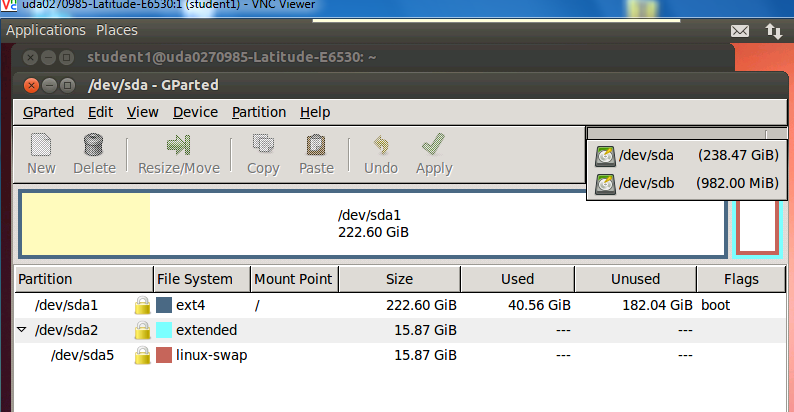 uda0270985-Latitude-E6530:1 (student1) - VNC Viewer
Applications Places
student1@uda0270985-Latitude-E6530: ~
/dev/sda - GParted
GParted Edit View Device Partition Help
New Delete Resize/Move Copy Paste Undo Apply
/dev/sda (238.47 GiB)
/dev/sdb (982.00 MiB)
/dev/sda1
222.60 GiB
Partition File System Mount Point Size Used Unused Flags
/dev/sda1 ext4 / 222.60 GiB 40.56 GiB 182.04 GiB boot
/dev/sda2 extended 15.87 GiB --- ---
/dev/sda5 linux-swap 15.87 GiB --- ---